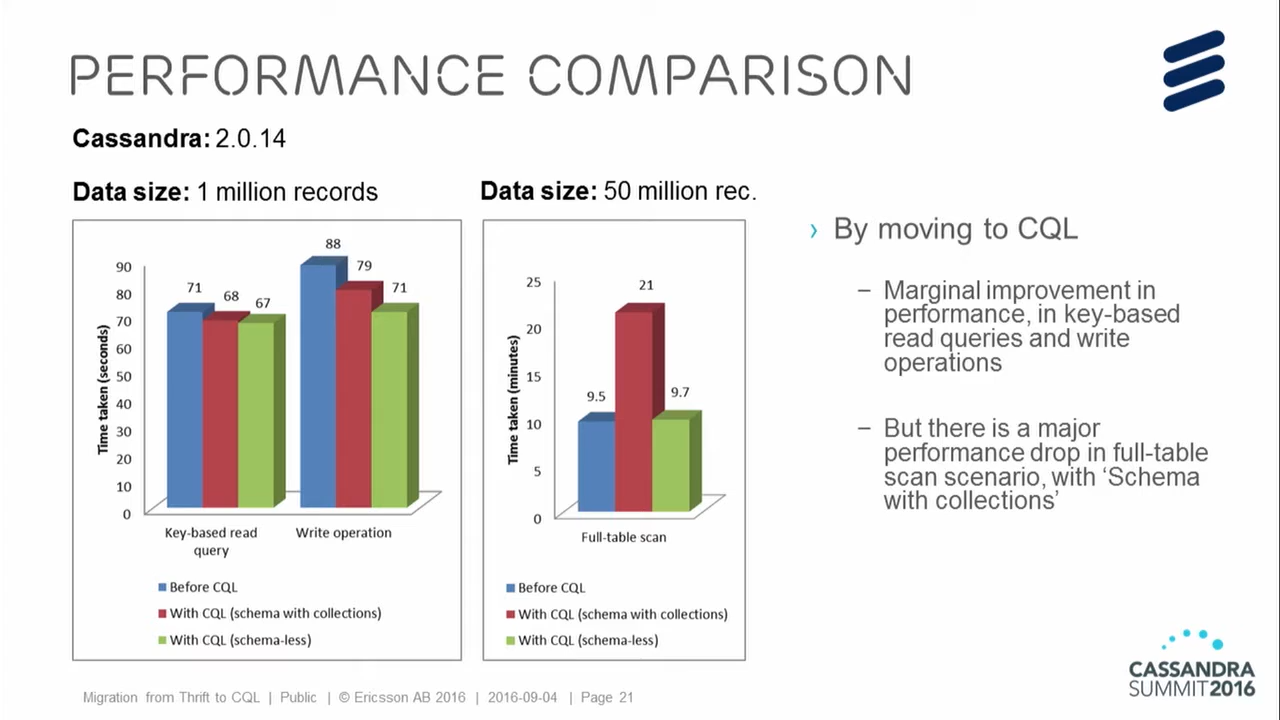 PERFORMANCE COMPARISON
Cassandra: 2.0.14
Data size: 1 million records
Data size: 50 million rec.
88
79
71
68
67
71
90
80
70
60
50
40
30
20
10
0
Time taken (seconds)
Key-based read
query
Write operation
Before CQL
With CQL (schema with collections)
With CQL (schema-less)
21
9.5
9.7
25
20
15
10
5
0
Time taken (minutes)
Full-table scan
Before CQL
With CQL (schema with collections)
With CQL (schema-less)
› By moving to CQL
– Marginal improvement in
performance, in key-based
read queries and write
operations
– But there is a major
performance drop in full-table
scan scenario, with ‘Schema
with collections’
Migration from Thrift to CQL | Public | © Ericsson AB 2016 | 2016-09-04 | Page 21
CASSANDRA
SUMMIT2016